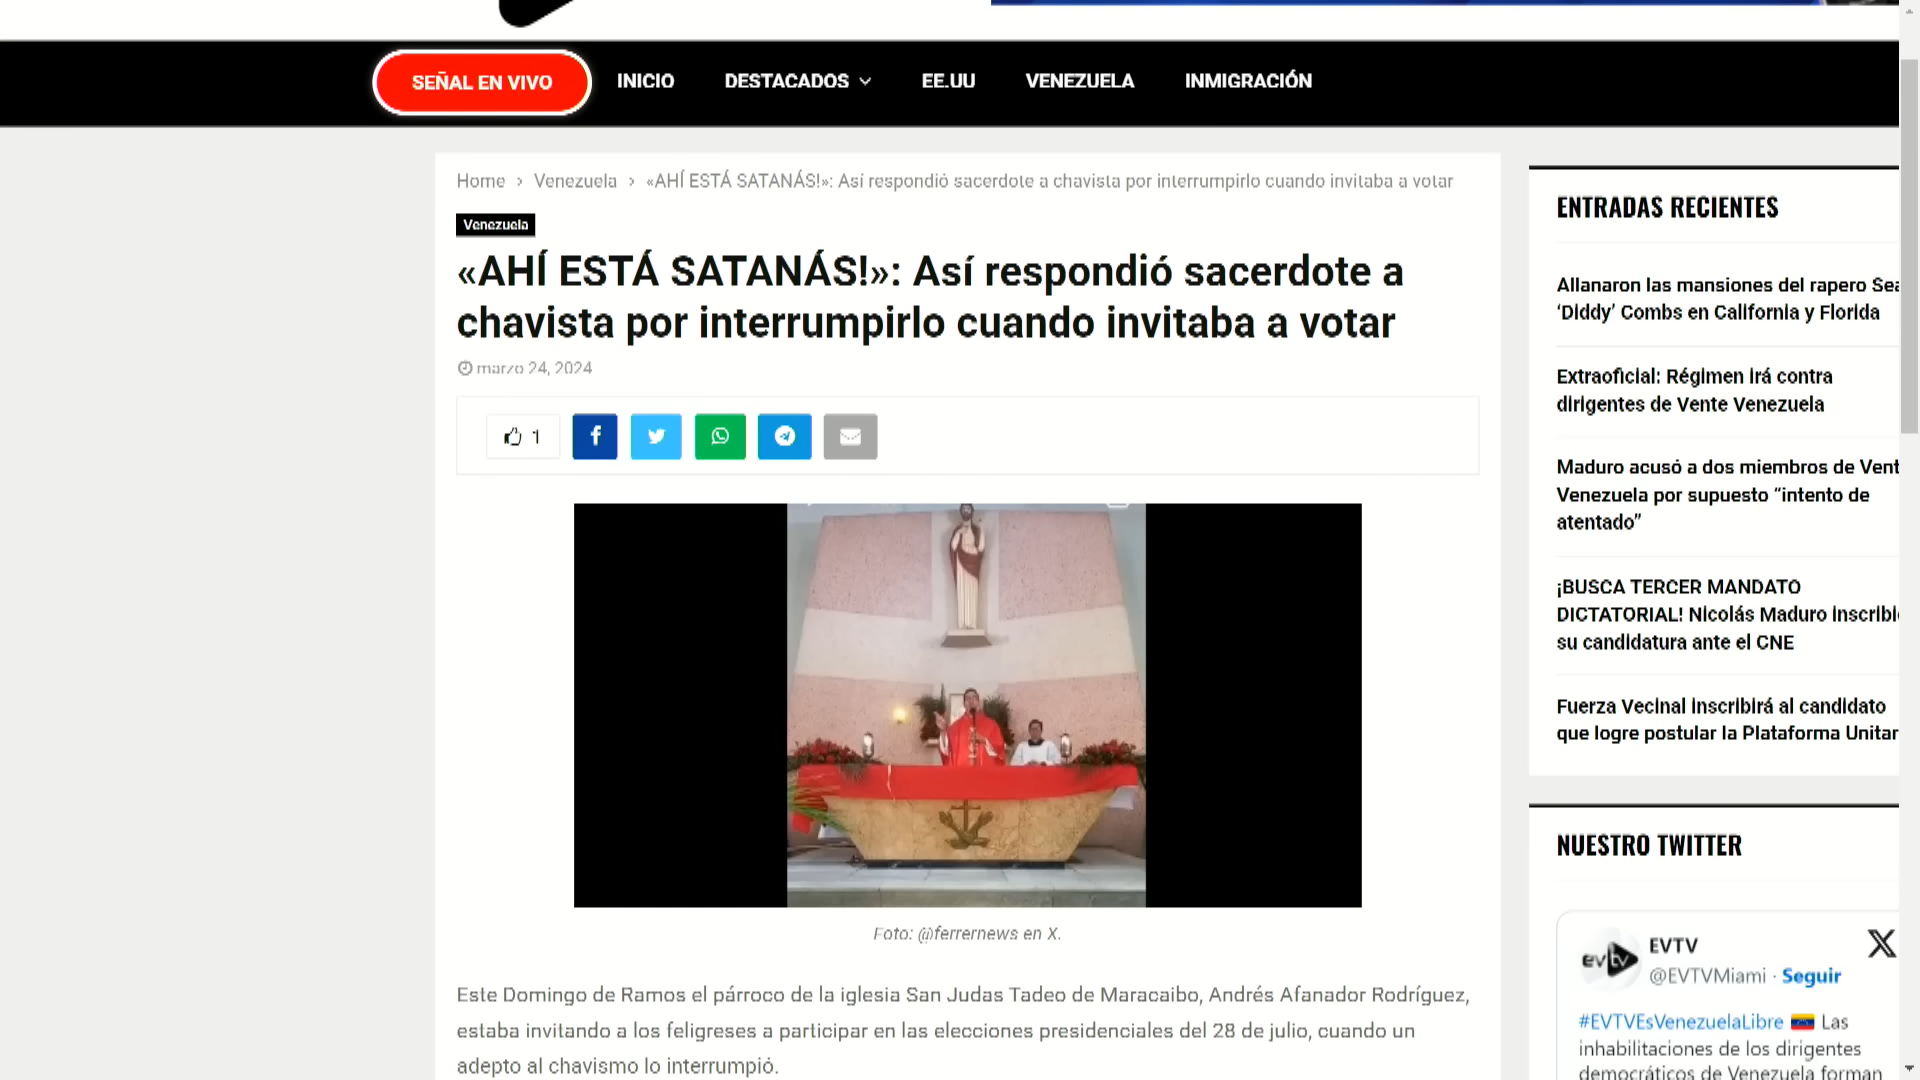 SEÑAL EN VIVO
INICIO
DESTACADOS
EE.UU
VENEZUELA
INMIGRACIÓN
Home › Venezuela › «AHÍ ESTÁ SATANÁS!»: Así respondió sacerdote a chavista por interrumpirlo cuando invitaba a votar
Venezuela
«AHÍ ESTÁ SATANÁS!»: Así respondió sacerdote a
chavista por interrumpirlo cuando invitaba a votar
marzo 24, 2024
1
Foto: @ferrernews en X.
Este Domingo de Ramos el párroco de la iglesia San Judas Tadeo de Maracaibo, Andrés Afanador Rodríguez,
estaba invitando a los feligreses a participar en las elecciones presidenciales del 28 de julio, cuando un
adepto al chavismo lo interrumpió.
ENTRADAS RECIENTES
Allanaron las mansiones del rapero Sea
'Diddy' Combs en California y Florida
Extraoficial: Régimen irá contra
dirigentes de Vente Venezuela
Maduro acusó a dos miembros de Vent
Venezuela por supuesto “intento de
atentado”
¡BUSCA TERCER MANDATO
DICTATORIAL! Nicolás Maduro inscribi
su candidatura ante el CNE
Fuerza Vecinal inscribirá al candidato
que logre postular la Plataforma Unitar
NUESTRO TWITTER
evtv
EVTV
@EVTVMiami · Seguir
#EVTVEsVenezuelaLibre Las
inhabilitaciones de los dirigentes
democráticos de Venezuela forman